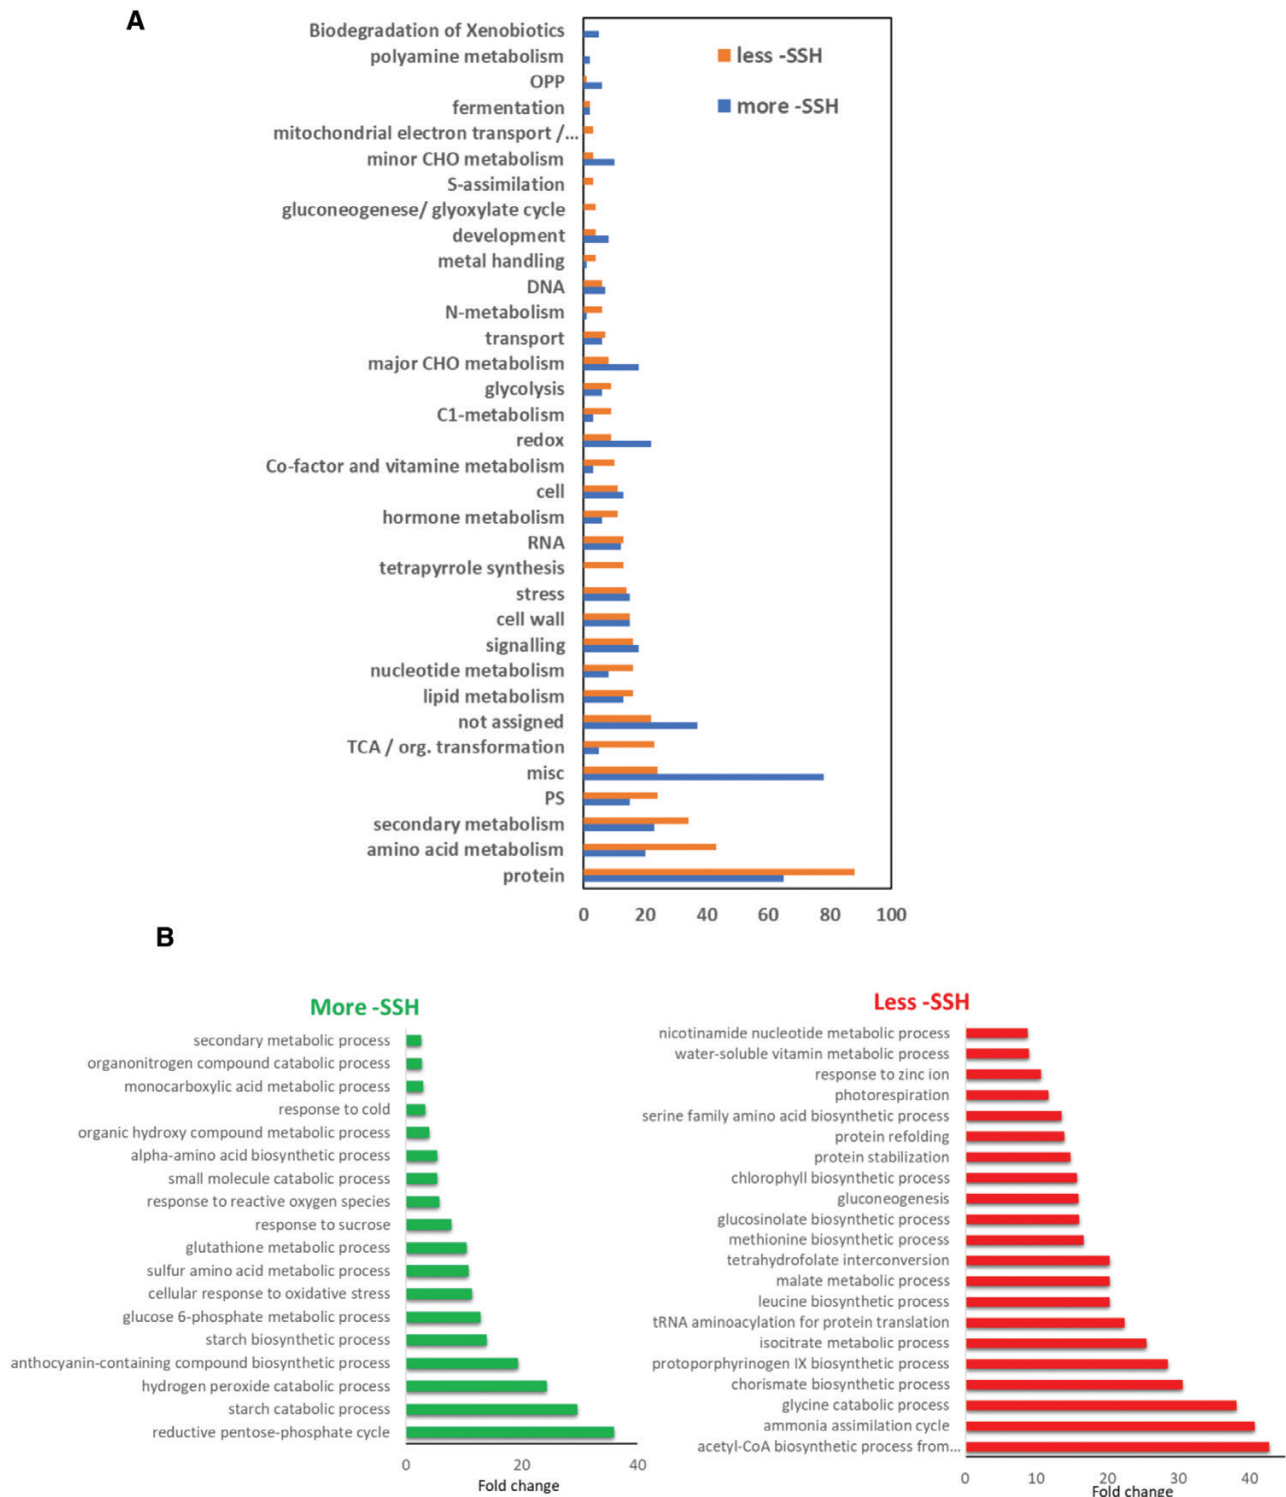 A
Biodegradation of Xenobiotics
polyamine metabolism
OPP
fermentation
mitochondrial electron transport /...
minor CHO metabolism
S-assimilation
gluconeogenese/ glyoxylate cycle
development
metal handling
DNA
N-metabolism
transport
major CHO metabolism
glycolysis
C1-metabolism
redox
Co-factor and vitamine metabolism
cell
hormone metabolism
RNA
tetrapyrrole synthesis
stress
cell wall
signalling
nucleotide metabolism
lipid metabolism
not assigned
TCA / org. transformation
misc
PS
secondary metabolism
amino acid metabolism
protein
less -SSH
more -SSH
0 20 40 60 80 100
B
More -SSH
secondary metabolic process
organonitrogen compound catabolic process
monocarboxylic acid metabolic process
response to cold
organic hydroxy compound metabolic process
alpha-amino acid biosynthetic process
small molecule catabolic process
response to reactive oxygen species
response to sucrose
glutathione metabolic process
sulfur amino acid metabolic process
cellular response to oxidative stress
glucose 6-phosphate metabolic process
starch biosynthetic process
anthocyanin-containing compound biosynthetic process
hydrogen peroxide catabolic process
starch catabolic process
reductive pentose-phosphate cycle
0 20 40
Fold change
Less -SSH
nicotinamide nucleotide metabolic process
water-soluble vitamin metabolic process
response to zinc ion
photorespiration
serine family amino acid biosynthetic process
protein refolding
protein stabilization
chlorophyll biosynthetic process
gluconeogenesis
glucosinolate biosynthetic process
methionine biosynthetic process
tetrahydrofolate interconversion
malate metabolic process
leucine biosynthetic process
tRNA aminoacylation for protein translation
isocitrate metabolic process
protoporphyrinogen IX biosynthetic process
chorismate biosynthetic process
glycine catabolic process
ammonia assimilation cycle
acetyl-CoA biosynthetic process from...
0 10 20 30 40
Fold change